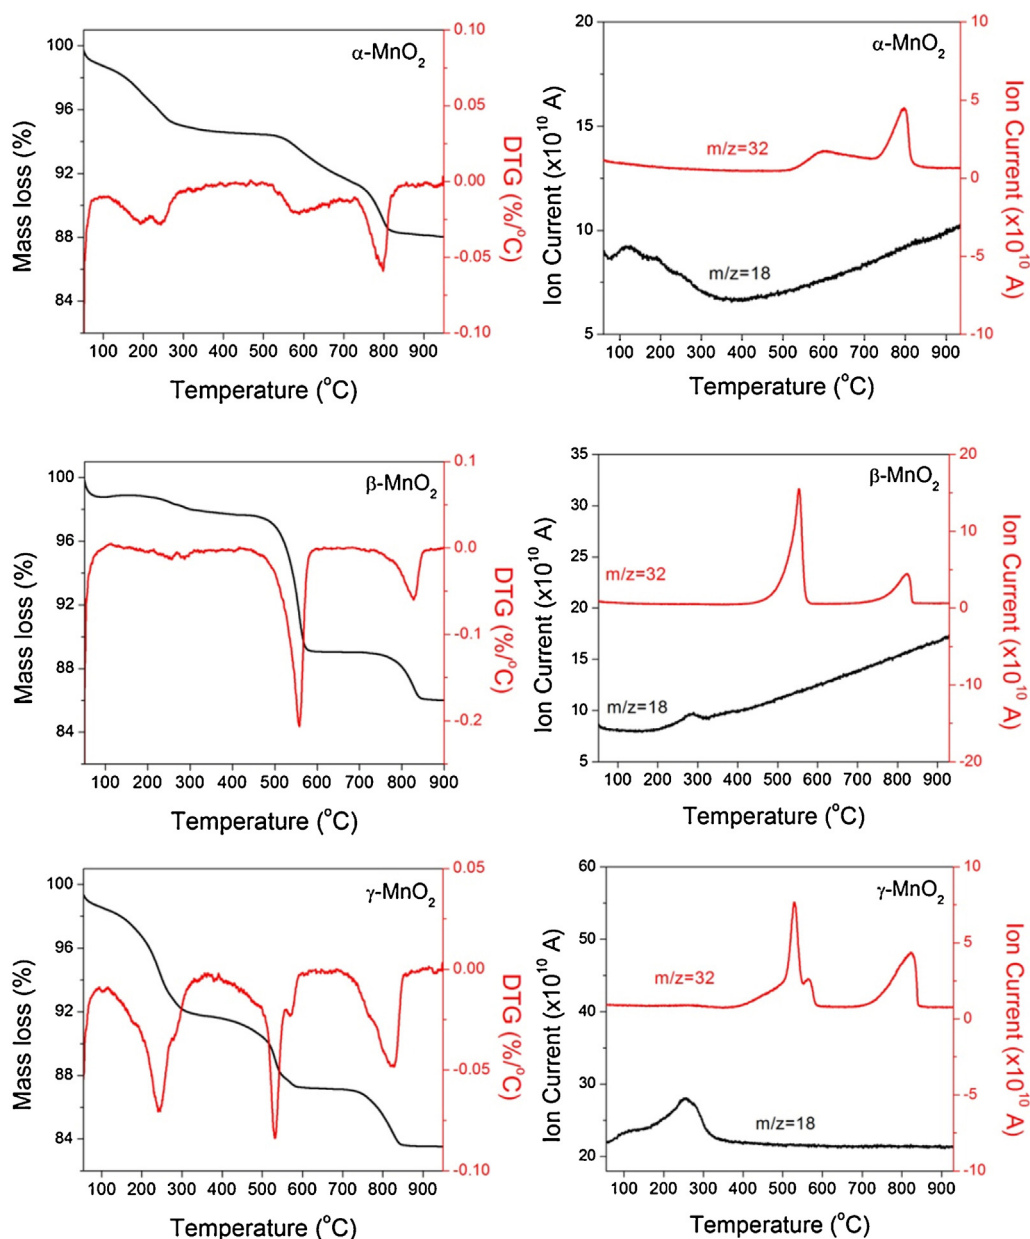 α-MnO2
100
96
92
88
84
Mass loss (%)
0.10
0.05
0.00
-0.05
-0.10
DTG (%/°C)
100 200 300 400 500 600 700 800 900
Temperature (°C)
α-MnO2
20
15
10
5
Ion Current (x10^10 A)
m/z=32
m/z=18
10
5
0
-5
-10
Ion Current (x10^10 A)
100 200 300 400 500 600 700 800 900
Temperature (°C)
β-MnO2
100
96
92
88
84
Mass loss (%)
0.1
0.0
-0.1
-0.2
DTG (%/°C)
100 200 300 400 500 600 700 800 900
Temperature (°C)
β-MnO2
35
30
25
20
15
10
5
Ion Current (x10^10 A)
m/z=32
m/z=18
20
10
0
-10
-20
Ion Current (x10^10 A)
100 200 300 400 500 600 700 800 900
Temperature (°C)
γ-MnO2
100
96
92
88
84
Mass loss (%)
0.05
0.00
-0.05
-0.10
DTG (%/°C)
100 200 300 400 500 600 700 800 900
Temperature (°C)
γ-MnO2
60
50
40
30
20
Ion Current (x10^10 A)
m/z=32
m/z=18
10
5
0
-5
-10
Ion Current (x10^10 A)
100 200 300 400 500 600 700 800 900
Temperature (°C)